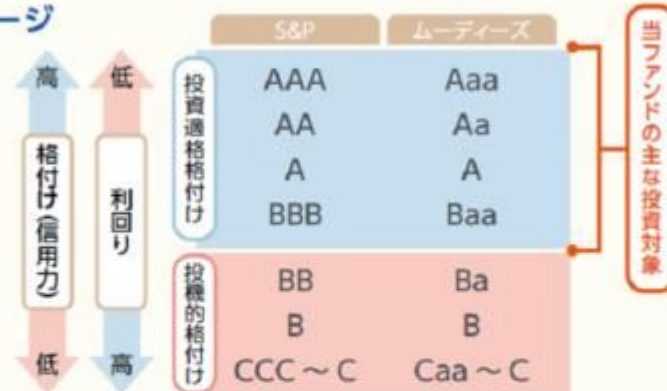 ージ
S&P
ムーディーズ
高
格付け(信用力)
低
低
利回り
高
投資適格格付け
AAA
Aaa
AA
Aa
A
A
BBB
Baa
投機的格付け
BB
Ba
B
B
CCC ～ C
Caa ～ C
当ファンドの主な投資対象